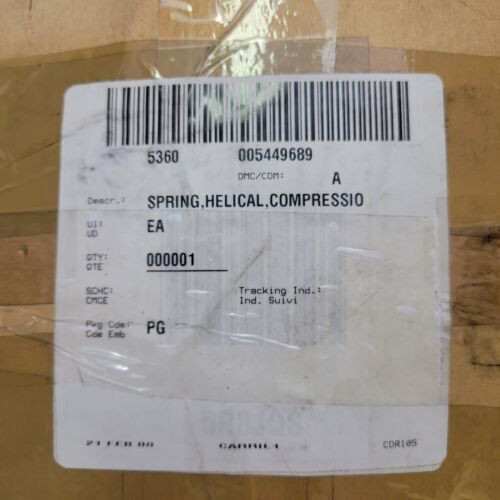 5360 005449689
DMC/CDM: A
Descr.: SPRING,HELICAL,COMPRESSIO
UI: EA
UD
QTY: 000001
QTE
SCHC: Tracking Ind.:
CMCE Ind. Suivi
Pkg Cde: PG
Cde Emb
CARRIL1 CDR105